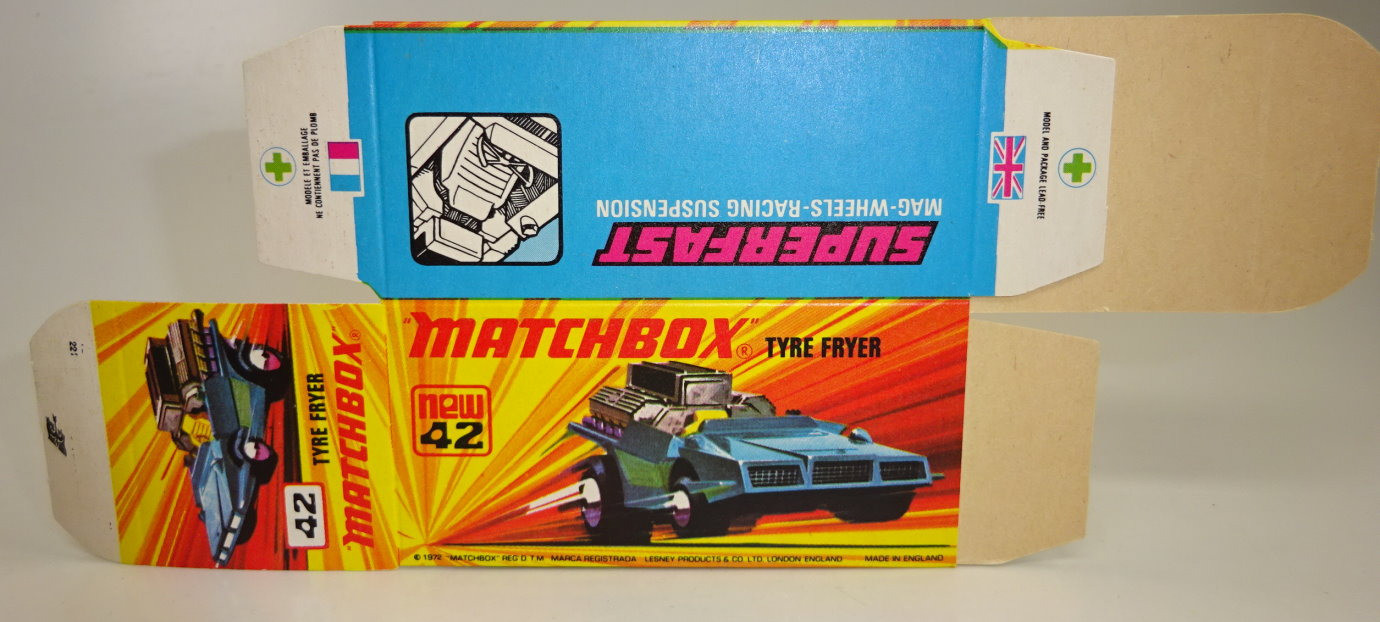 MODELE ET EMBALLAGE
NE CONTIENNENT PAS DE PLOMB
SUPERFAST
MAG-WHEELS-RACING SUSPENSION
MODEL AND PACKAGE LEAD-FREE
"MATCHBOX"®
TYRE FRYER
42
"MATCHBOX"® TYRE FRYER
new
42
© 1972 "MATCHBOX" REG'D. T.M. MARCA REGISTRADA LESNEY PRODUCTS & CO. LTD. LONDON ENGLAND MADE IN ENGLAND